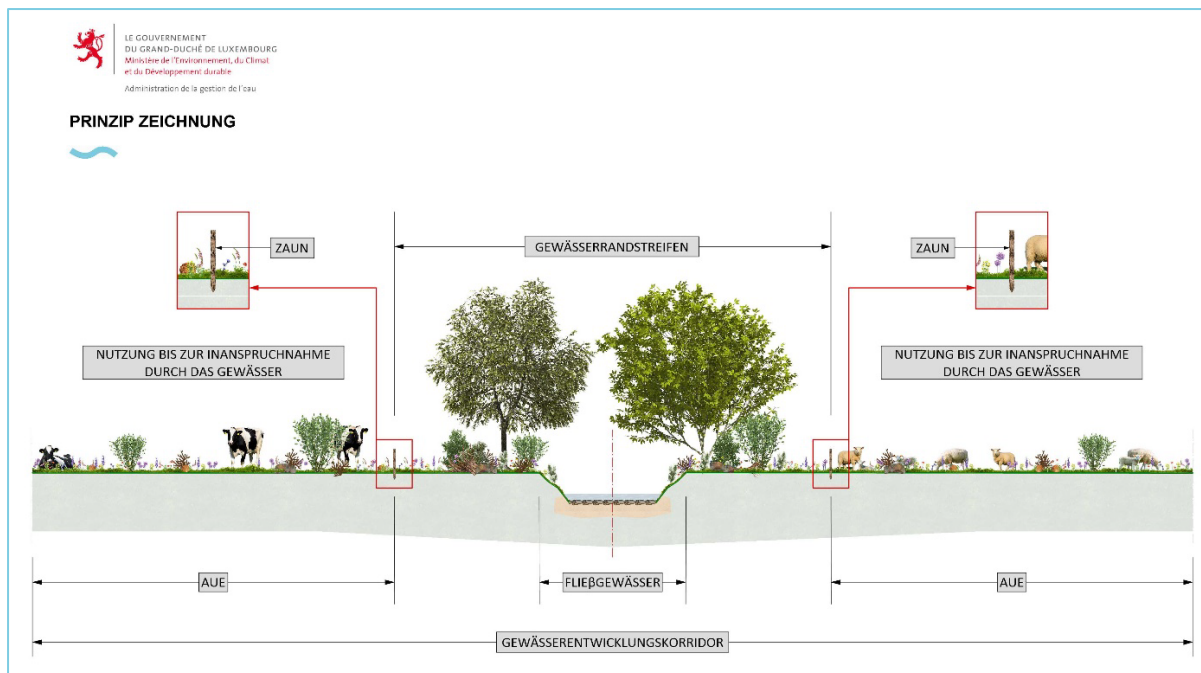 LE GOUVERNEMENT
DU GRAND-DUCHÉ DE LUXEMBOURG
Ministère de l'Environnement, du Climat
et du Développement durable
Administration de la gestion de l'eau
PRINZIP ZEICHNUNG
ZAUN
GEWÄSSERRANDSTREIFEN
ZAUN
NUTZUNG BIS ZUR INANSPRUCHNAHME
DURCH DAS GEWÄSSER
NUTZUNG BIS ZUR INANSPRUCHNAHME
DURCH DAS GEWÄSSER
AUE
FLIEβGEWÄSSER
AUE
GEWÄSSERENTWICKLUNGSKORRIDOR